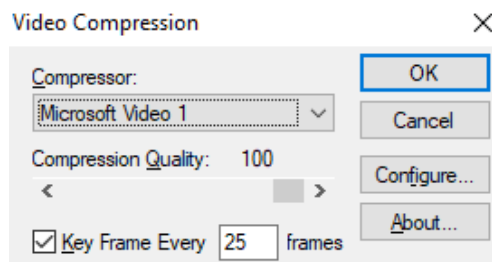 Video Compression
Compressor:
Microsoft Video 1
Compression Quality: 100
Key Frame Every 25 frames
OK
Cancel
Configure...
About...